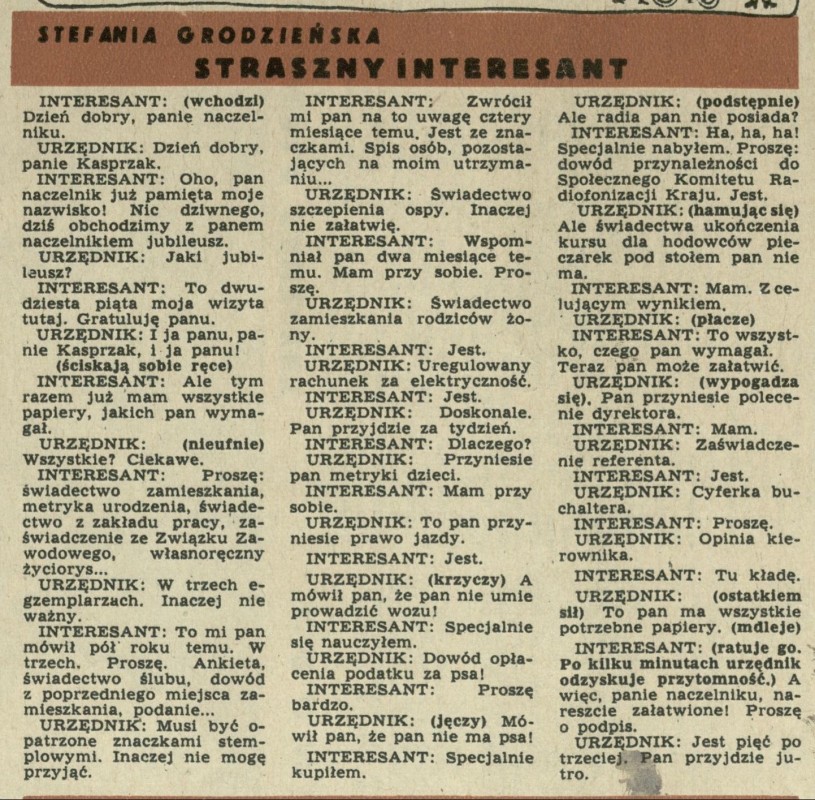 STEFANIA GRODZIEŃSKA
STRASZNY INTERESANT
INTERESANT: (wchodzi)
Dzień dobry, panie naczel-
niku.
URZĘDNIK: Dzień dobry,
panie Kasprzak.
INTERESANT: Oho, pan
naczelnik już pamięta moje
nazwisko! Nic dziwnego,
dziś obchodzimy z panem
naczelnikiem jubileusz.
URZĘDNIK: Jaki jubi-
leusz?
INTERESANT: To dwu-
dziesta piąta moja wizyta
tutaj. Gratuluję panu.
URZĘDNIK: I ja panu, pa-
nie Kasprzak, i ja panu!
(ściskają sobie ręce)
INTERESANT: Ale tym
razem już mam wszystkie
papiery, jakich pan wyma-
gał.
URZĘDNIK: (nieufnie)
Wszystkie? Ciekawe.
INTERESANT: Proszę:
świadectwo zamieszkania,
metryka urodzenia, świade-
ctwo z zakładu pracy, za-
świadczenie ze Związku Za-
wodowego, własnoręczny
życiorys...
URZĘDNIK: W trzech e-
gzemplarzach. Inaczej nie
ważny.
INTERESANT: To mi pan
mówił pół roku temu. W
trzech. Proszę. Ankieta,
świadectwo ślubu, dowód
z poprzedniego miejsca za-
mieszkania, podanie...
URZĘDNIK: Musi być o-
patrzone znaczkami stem-
plowymi. Inaczej nie mogę
przyjąć.
INTERESANT: Zwrócił
mi pan na to uwagę cztery
miesiące temu. Jest ze zna-
czkami. Spis osób, pozosta-
jących na moim utrzyma-
niu...
URZĘDNIK: Świadectwo
szczepienia ospy. Inaczej
nie załatwię.
INTERESANT: Wspom-
niał pan dwa miesiące te-
mu. Mam przy sobie. Pro-
szę.
URZĘDNIK: Świadectwo
zamieszkania rodziców żo-
ny.
INTERESANT: Jest.
URZĘDNIK: Uregulowany
rachunek za elektryczność.
INTERESANT: Jest.
URZĘDNIK: Doskonale.
Pan przyjdzie za tydzień.
INTERESANT: Dlaczego?
URZĘDNIK: Przyniesie
pan metryki dzieci.
INTERESANT: Mam przy
sobie.
URZĘDNIK: To pan przy-
niesie prawo jazdy.
INTERESANT: Jest.
URZĘDNIK: (krzyczy) A
mówił pan, że pan nie umie
prowadzić wozu!
INTERESANT: Specjalnie
się nauczyłem.
URZĘDNIK: Dowód opła-
cenia podatku za psa!
INTERESANT: Proszę
bardzo.
URZĘDNIK: (jęczy) Mó-
wił pan, że pan nie ma psa!
INTERESANT: Specjalnie
kupiłem.
URZĘDNIK: (podstępnie)
Ale radia pan nie posiada?
INTERESANT: Ha, ha, ha!
Specjalnie nabyłem. Proszę:
dowód przynależności do
Społecznego Komitetu Ra-
diofonizacji Kraju. Jest.
URZĘDNIK: (hamując się)
Ale świadectwa ukończenia
kursu dla hodowców pie-
czarek pod stołem pan nie
ma.
INTERESANT: Mam. Z ce-
lującym wynikiem.
URZĘDNIK: (płacze)
INTERESANT: To wszyst-
ko, czego pan wymagał.
Teraz pan może załatwić.
URZĘDNIK: (wypogadza
się). Pan przyniesie polece-
nie dyrektora.
INTERESANT: Mam.
URZĘDNIK: Zaświadcze-
nie referenta.
INTERESANT: Jest.
URZĘDNIK: Cyferka bu-
chaltera.
INTERESANT: Proszę.
URZĘDNIK: Opinia kie-
rownika.
INTERESANT: Tu kładę.
URZĘDNIK: (ostatkiem
sił) To pan ma wszystkie
potrzebne papiery. (mdleje)
INTERESANT: (ratuje go.
Po kilku minutach urzędnik
odzyskuje przytomność.) A
więc, panie naczelniku, na-
reszcie załatwione! Proszę
o podpis.
URZĘDNIK: Jest pięć po
trzeciej. Pan przyjdzie ju-
tro.